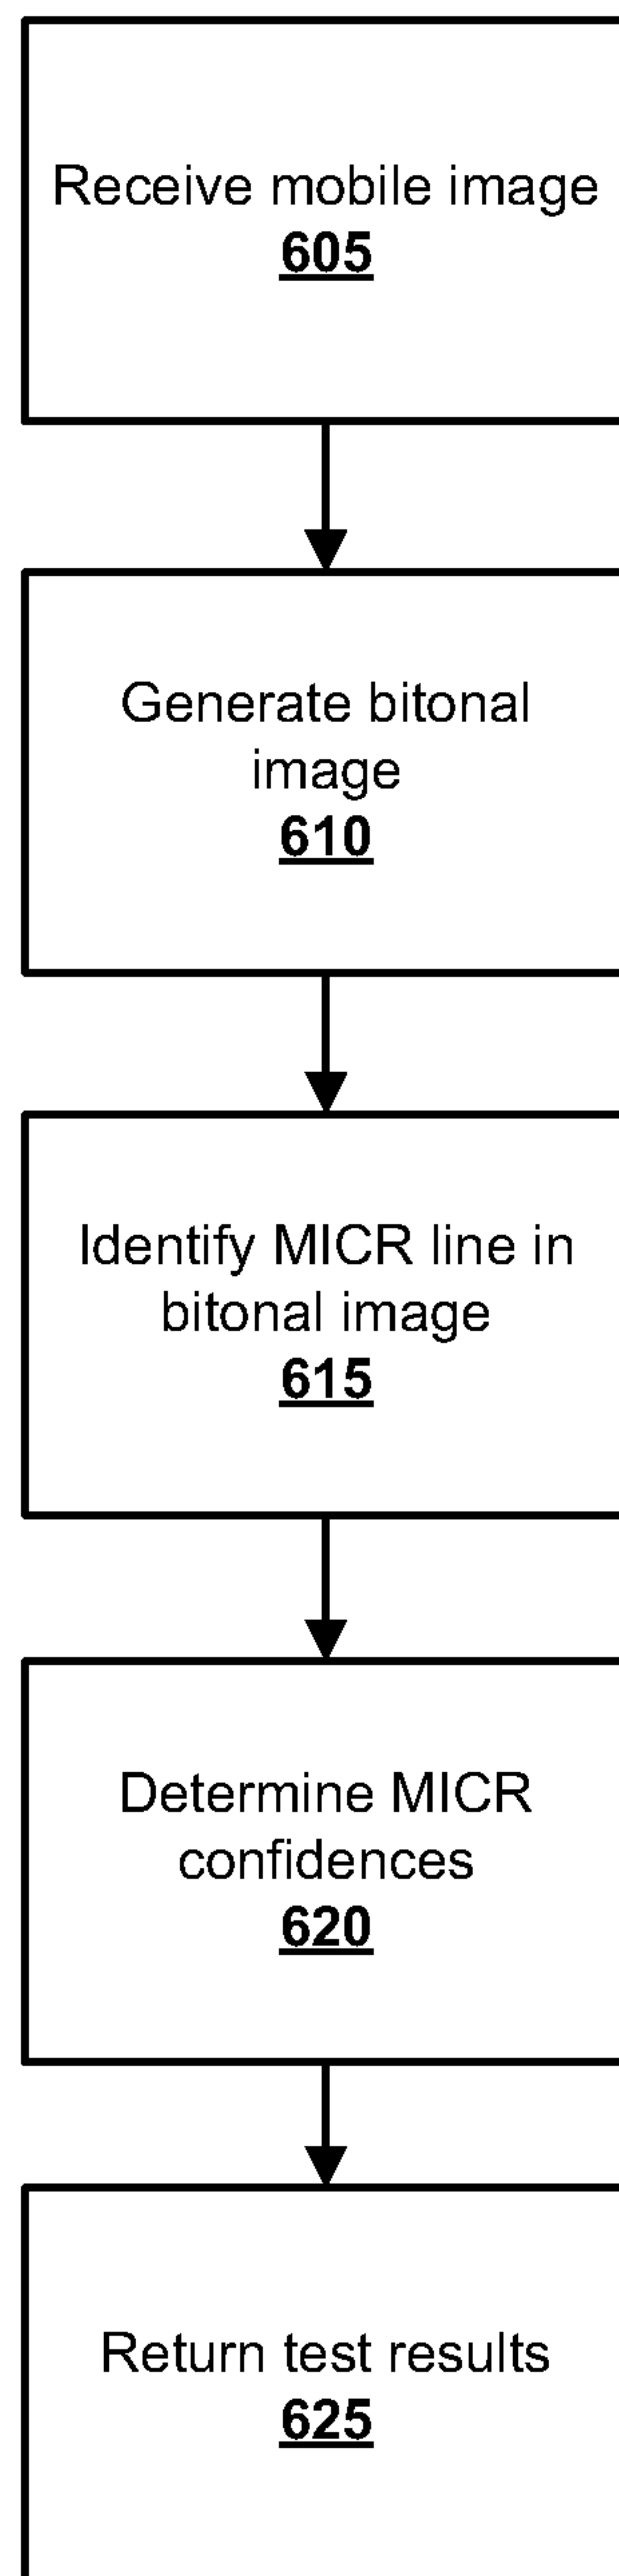 Receive mobile image
605
Generate bitonal
image
610
Identify MICR line in
bitonal image
615
Determine MICR
confidences
620
Return test results
625